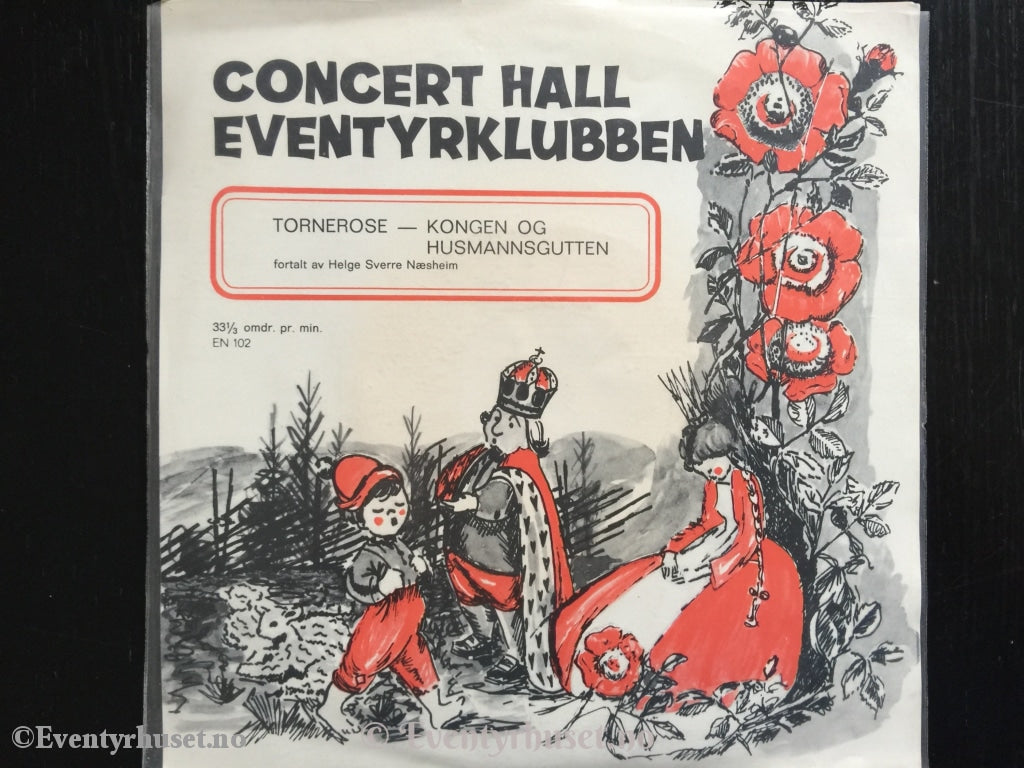 CONCERT HALL
EVENTYRKLUBBEN
TORNEROSE — KONGEN OG
HUSMANNSGUTTEN
fortalt av Helge Sverre Næsheim
33⅓ omdr. pr. min.
EN 102
©Eventyrhuset.no
© Eventyrhuset.no